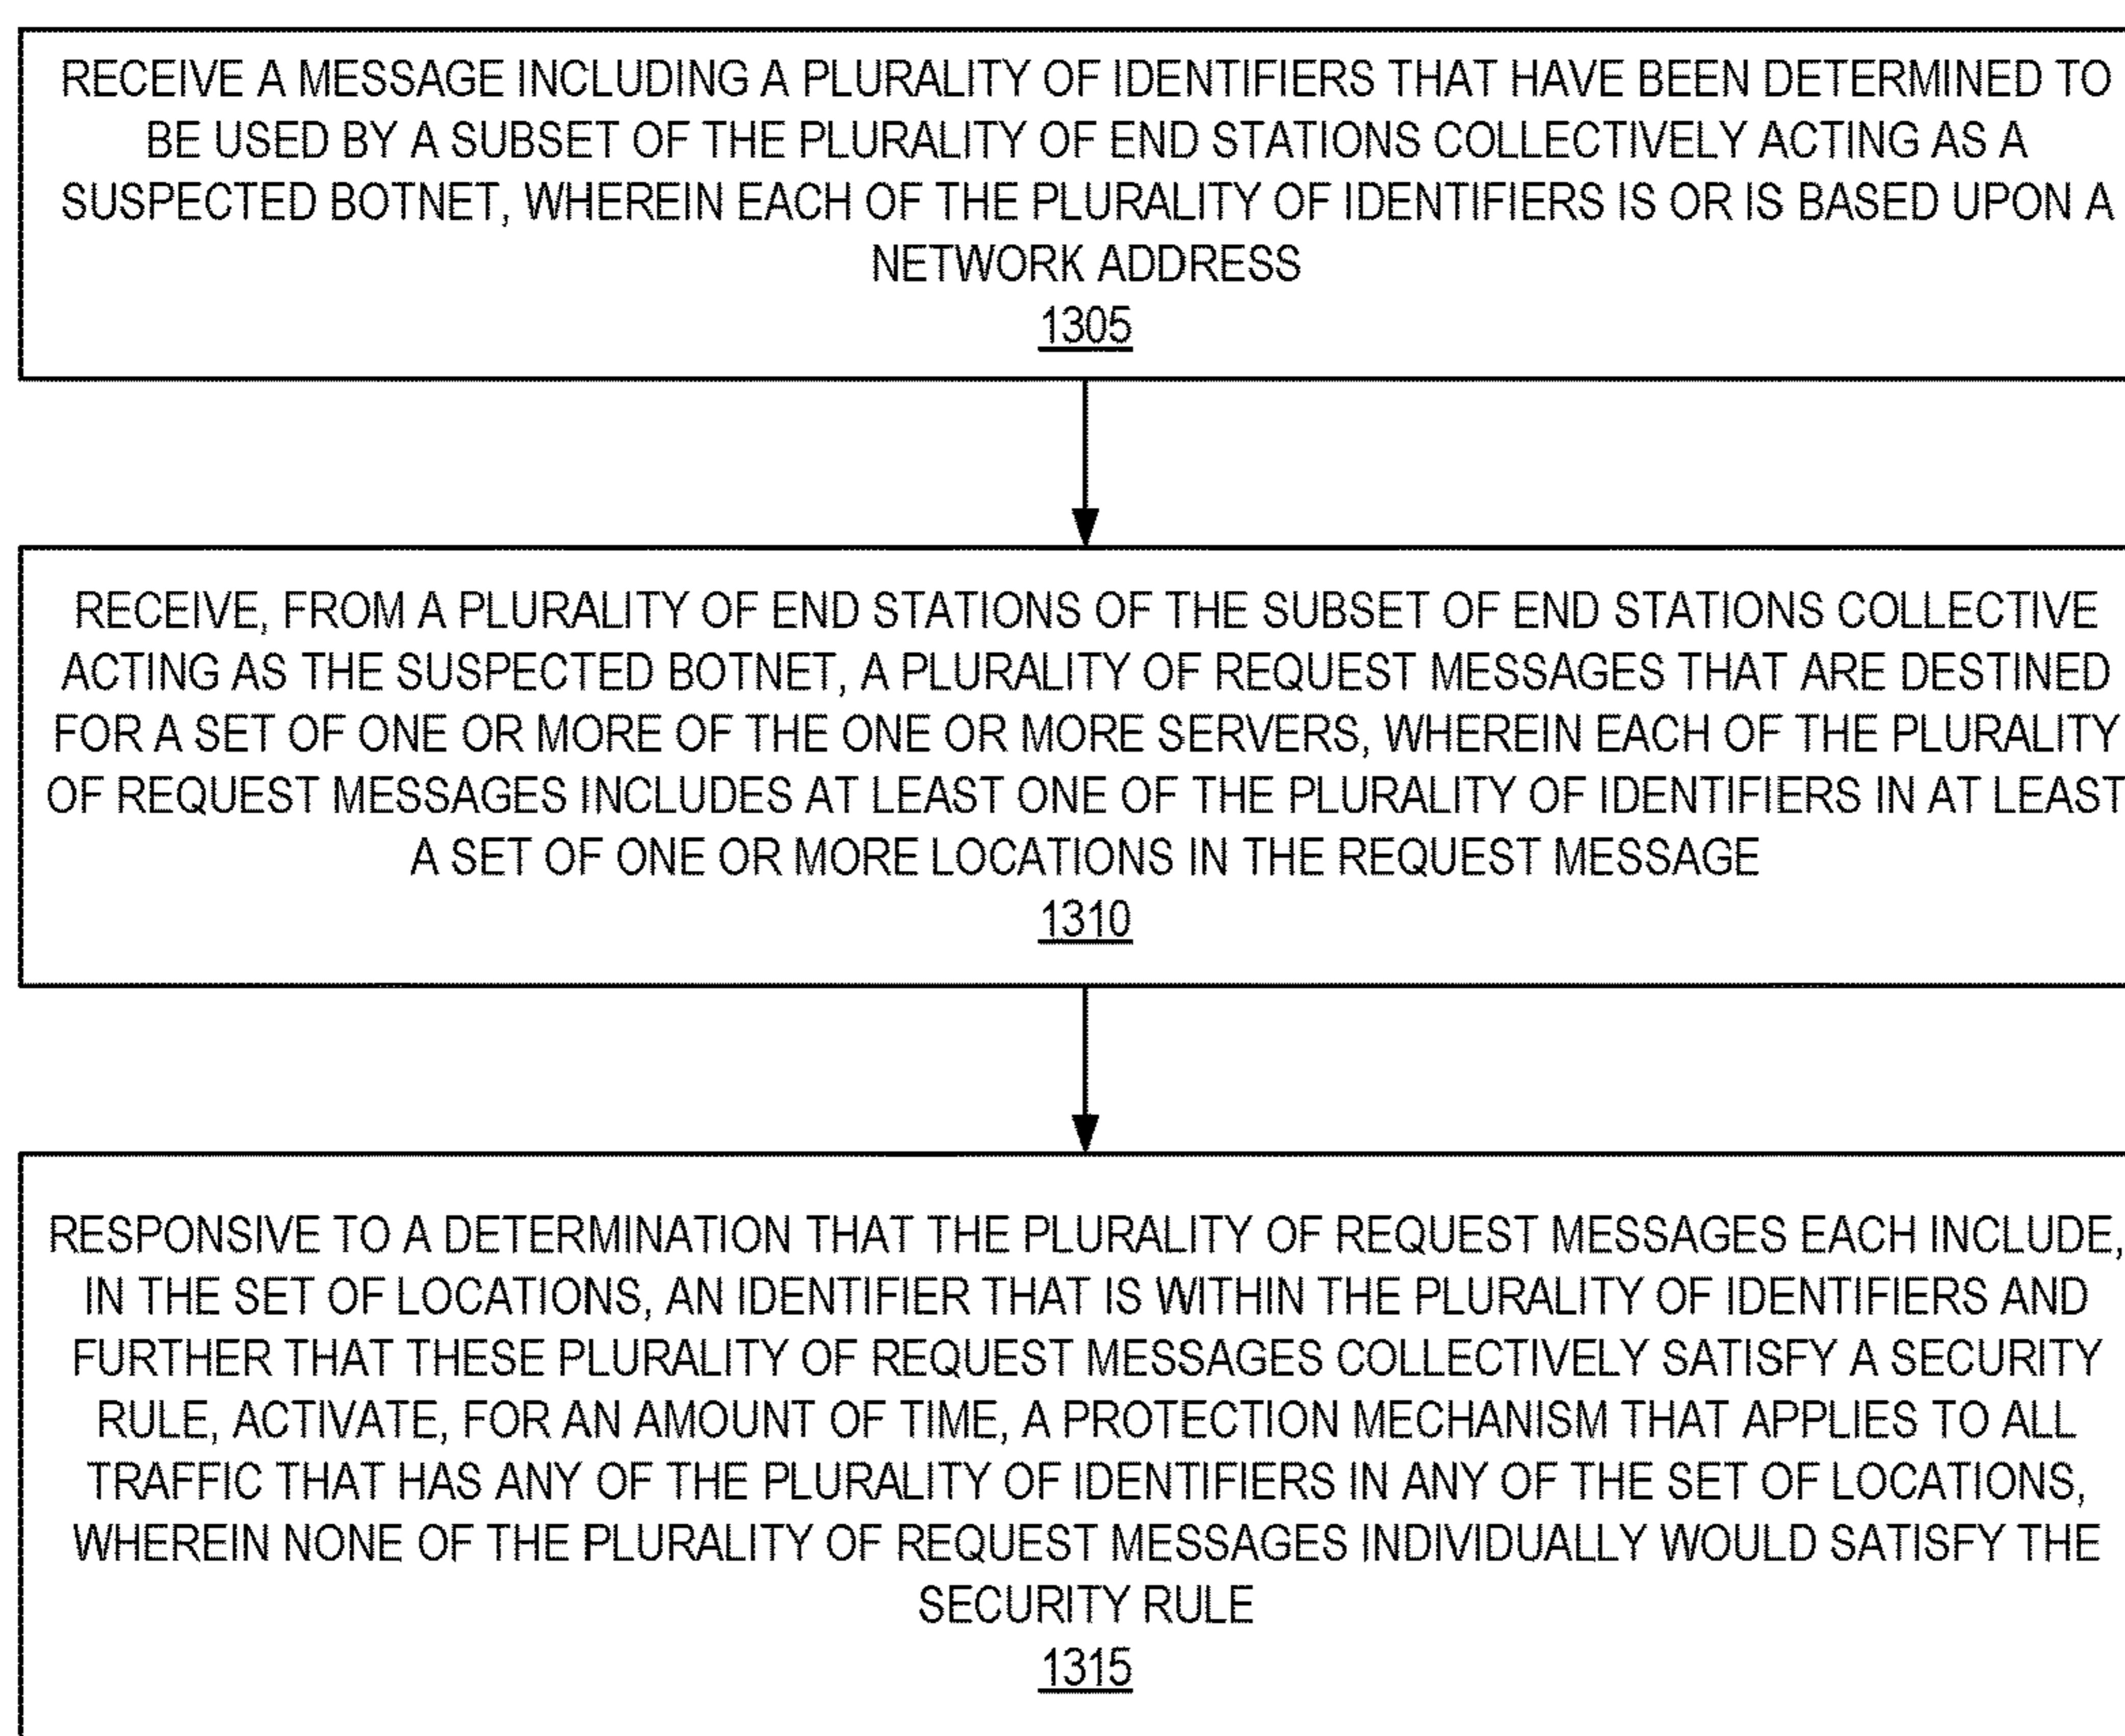 RECEIVE A MESSAGE INCLUDING A PLURALITY OF IDENTIFIERS THAT HAVE BEEN DETERMINED TO
BE USED BY A SUBSET OF THE PLURALITY OF END STATIONS COLLECTIVELY ACTING AS A
SUSPECTED BOTNET, WHEREIN EACH OF THE PLURALITY OF IDENTIFIERS IS OR IS BASED UPON A
NETWORK ADDRESS
1305
RECEIVE, FROM A PLURALITY OF END STATIONS OF THE SUBSET OF END STATIONS COLLECTIVE
ACTING AS THE SUSPECTED BOTNET, A PLURALITY OF REQUEST MESSAGES THAT ARE DESTINED
FOR A SET OF ONE OR MORE OF THE ONE OR MORE SERVERS, WHEREIN EACH OF THE PLURALITY
OF REQUEST MESSAGES INCLUDES AT LEAST ONE OF THE PLURALITY OF IDENTIFIERS IN AT LEAST
A SET OF ONE OR MORE LOCATIONS IN THE REQUEST MESSAGE
1310
RESPONSIVE TO A DETERMINATION THAT THE PLURALITY OF REQUEST MESSAGES EACH INCLUDE,
IN THE SET OF LOCATIONS, AN IDENTIFIER THAT IS WITHIN THE PLURALITY OF IDENTIFIERS AND
FURTHER THAT THESE PLURALITY OF REQUEST MESSAGES COLLECTIVELY SATISFY A SECURITY
RULE, ACTIVATE, FOR AN AMOUNT OF TIME, A PROTECTION MECHANISM THAT APPLIES TO ALL
TRAFFIC THAT HAS ANY OF THE PLURALITY OF IDENTIFIERS IN ANY OF THE SET OF LOCATIONS,
WHEREIN NONE OF THE PLURALITY OF REQUEST MESSAGES INDIVIDUALLY WOULD SATISFY THE
SECURITY RULE
1315